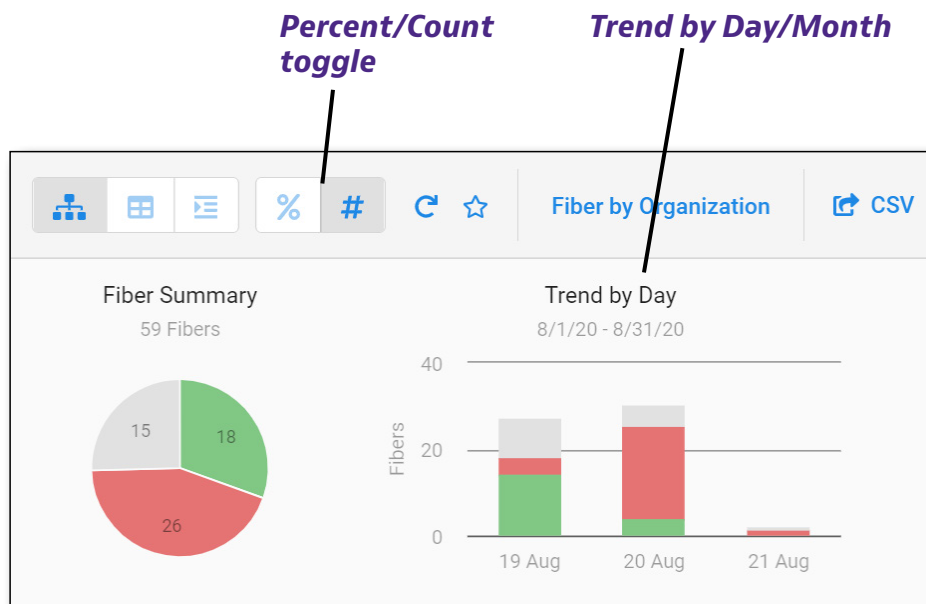 Percent/Count
toggle
Trend by Day/Month
% #
Fiber by Organization
CSV
Fiber Summary
59 Fibers
15
18
26
Trend by Day
8/1/20 - 8/31/20
40
20
0
Fibers
19 Aug
20 Aug
21 Aug